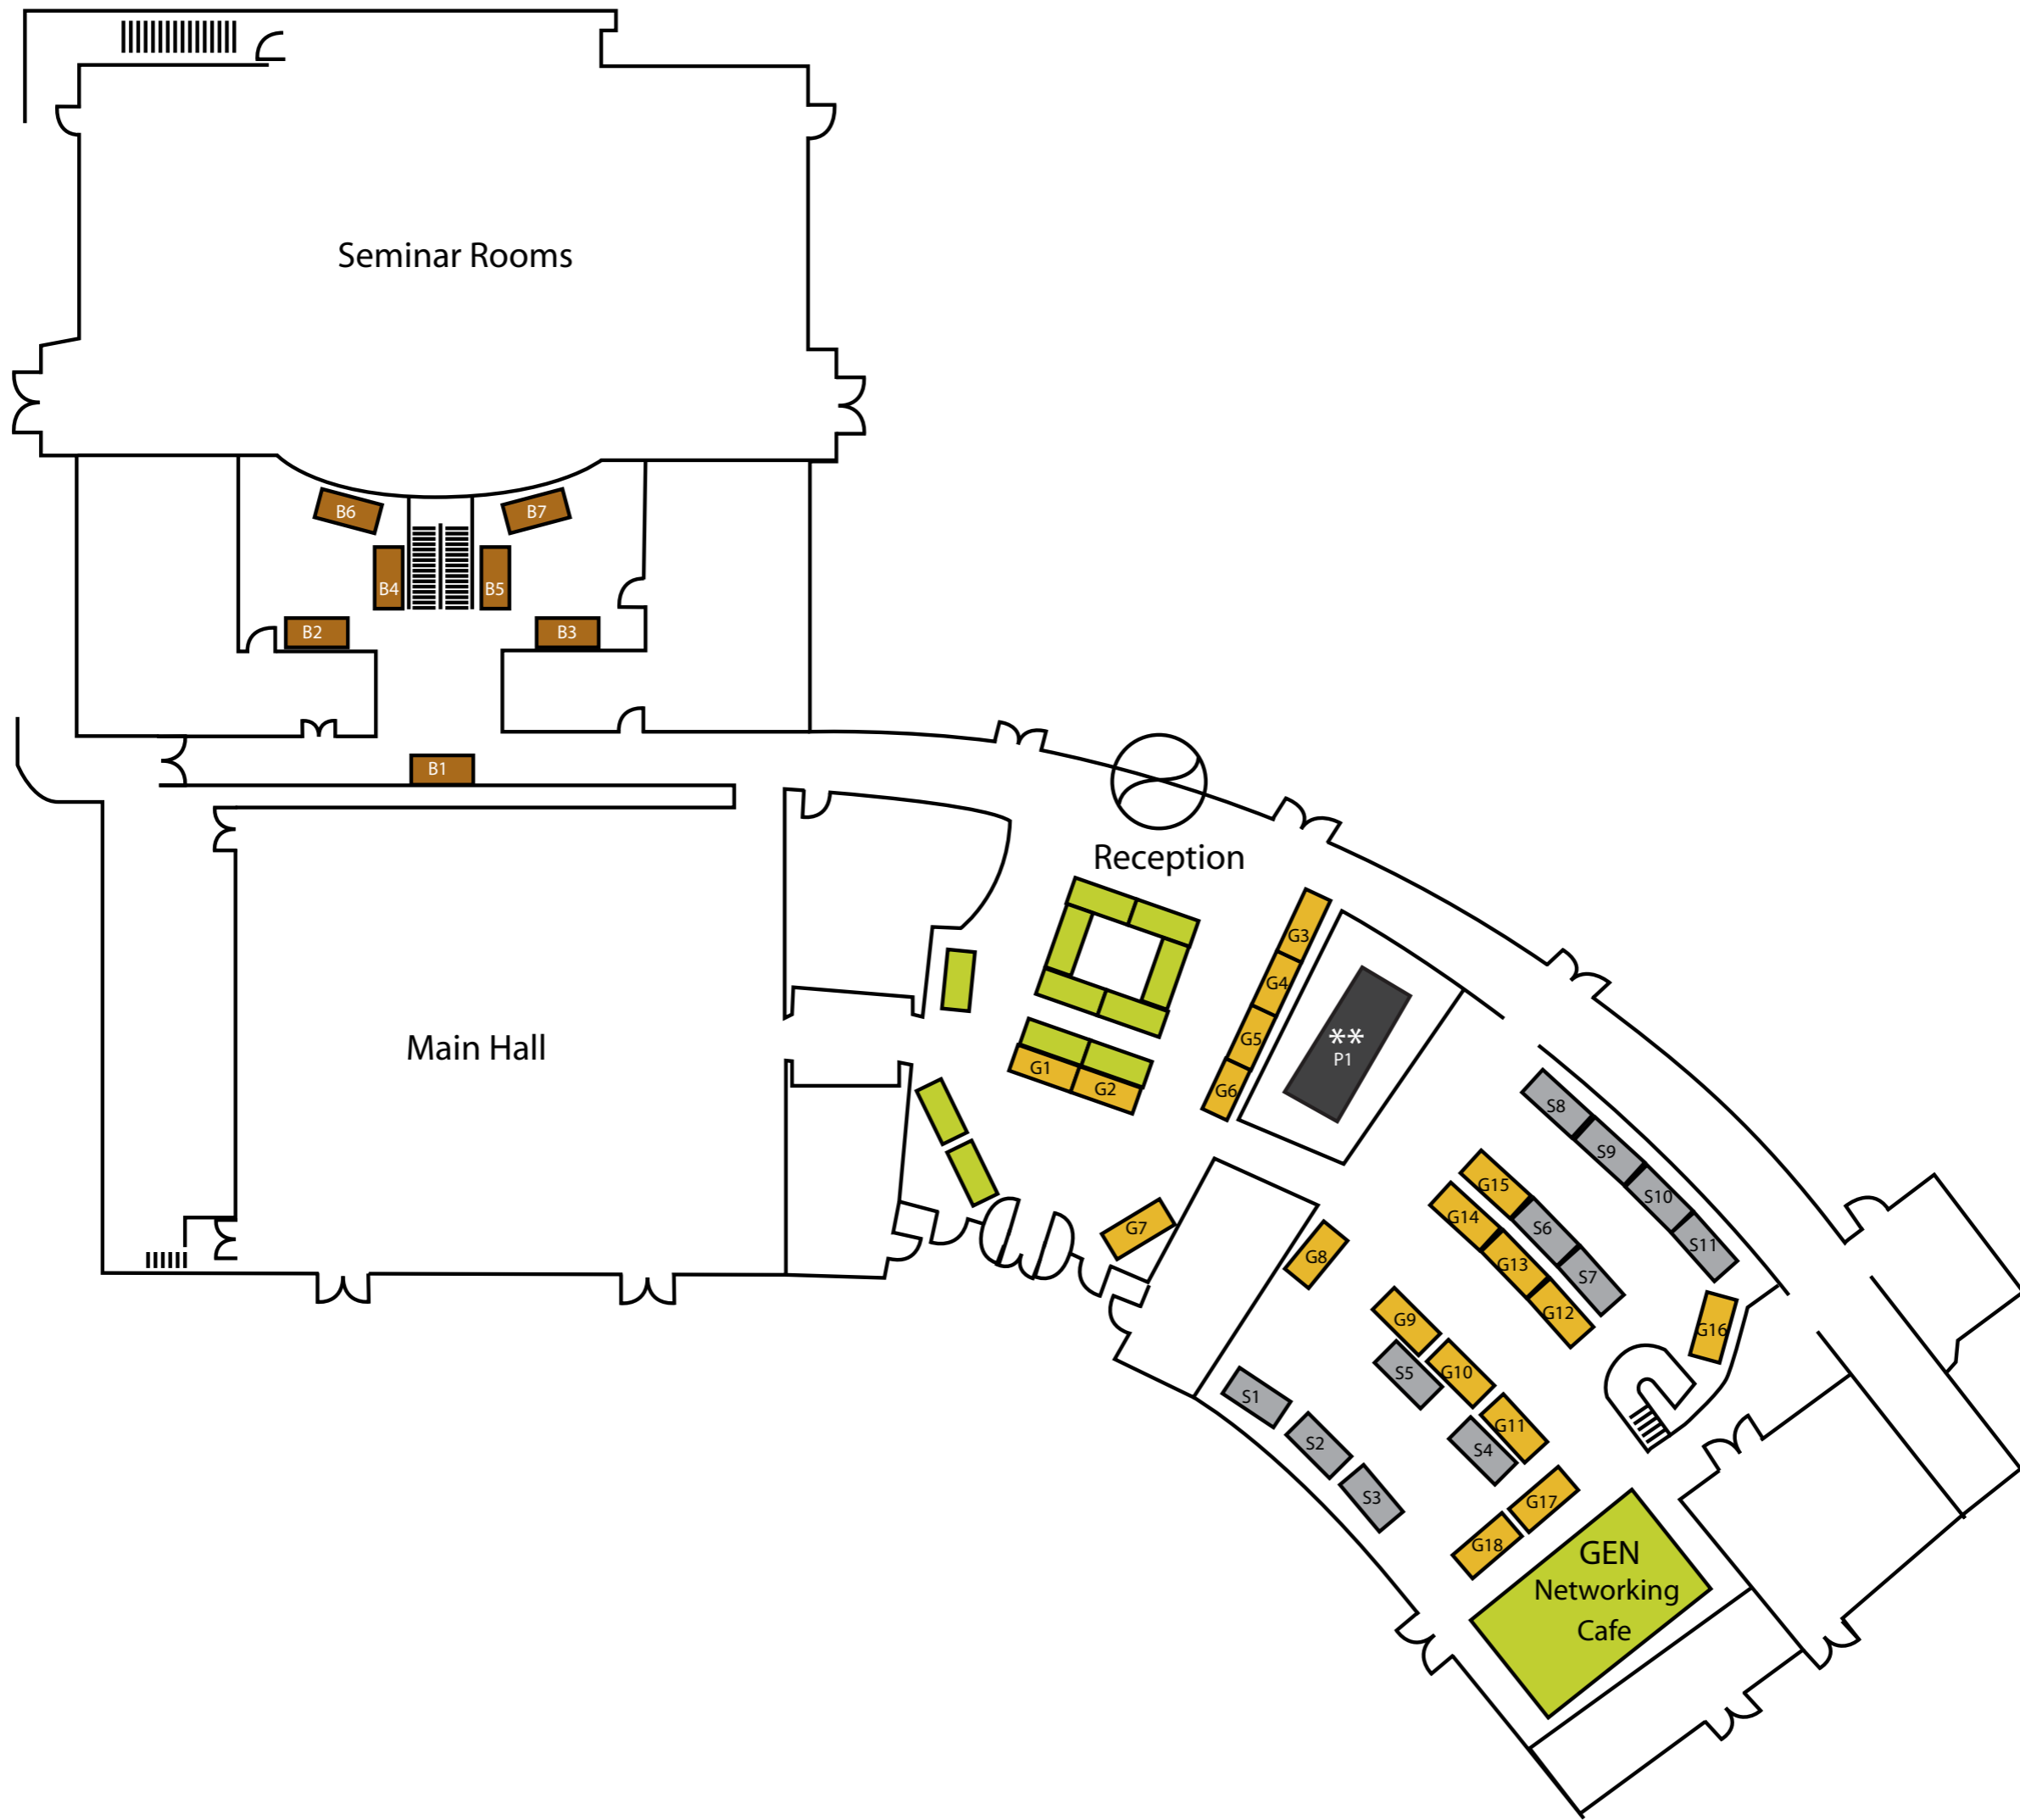 Seminar Rooms
B6
B7
B4
B5
B2
B3
B1
Reception
Main Hall
G3
G4
G5
G6
G1
G2
**
P1
G7
G8
S8
S9
S10
S11
G15
S6
S7
G14
G13
G12
G16
G9
G10
G11
S5
S4
S1
S2
S3
G17
G18
GEN
Networking
Cafe